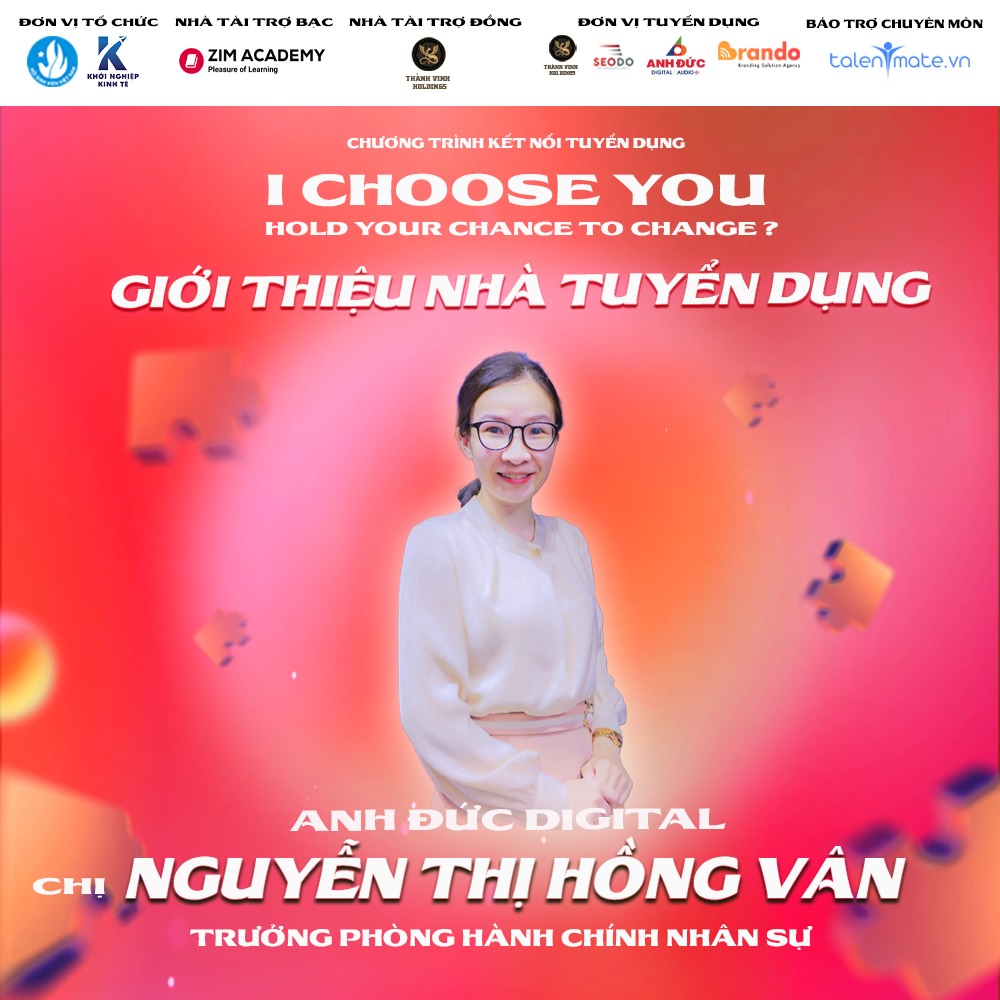 ĐƠN VỊ TỔ CHỨC
NHÀ TÀI TRỢ BẠC
NHÀ TÀI TRỢ ĐỒNG
ĐƠN VỊ TUYỂN DỤNG
BẢO TRỢ CHUYÊN MÔN
KHỞI NGHIỆP
KINH TẾ
ZIM ACADEMY
Pleasure of Learning
THÀNH VINH
HOLDINGS
THÀNH VINH
HOLDINGS
SEODO
ANH ĐỨC
DIGITAL | AUDIO+
Brando
Branding Solution Agency
talentmate.vn
CHƯƠNG TRÌNH KẾT NỐI TUYỂN DỤNG
I CHOOSE YOU
HOLD YOUR CHANCE TO CHANGE ?
GIỚI THIỆU NHÀ TUYỂN DỤNG
ANH ĐỨC DIGITAL
CHỊ NGUYỄN THỊ HỒNG VÂN
TRƯỞNG PHÒNG HÀNH CHÍNH NHÂN SỰ